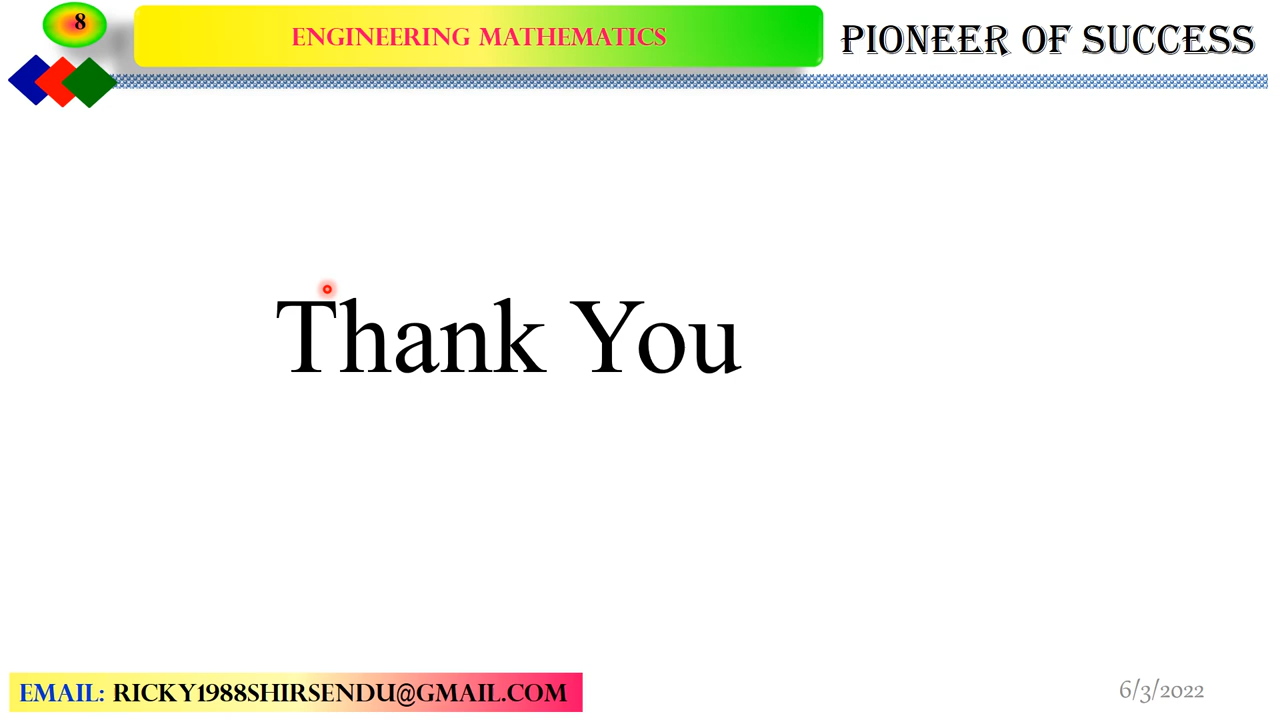 8
ENGINEERING MATHEMATICS
PIONEER OF SUCCESS
Thank You
EMAIL: RICKY1988SHIRSENDU@GMAIL.COM
6/3/2022